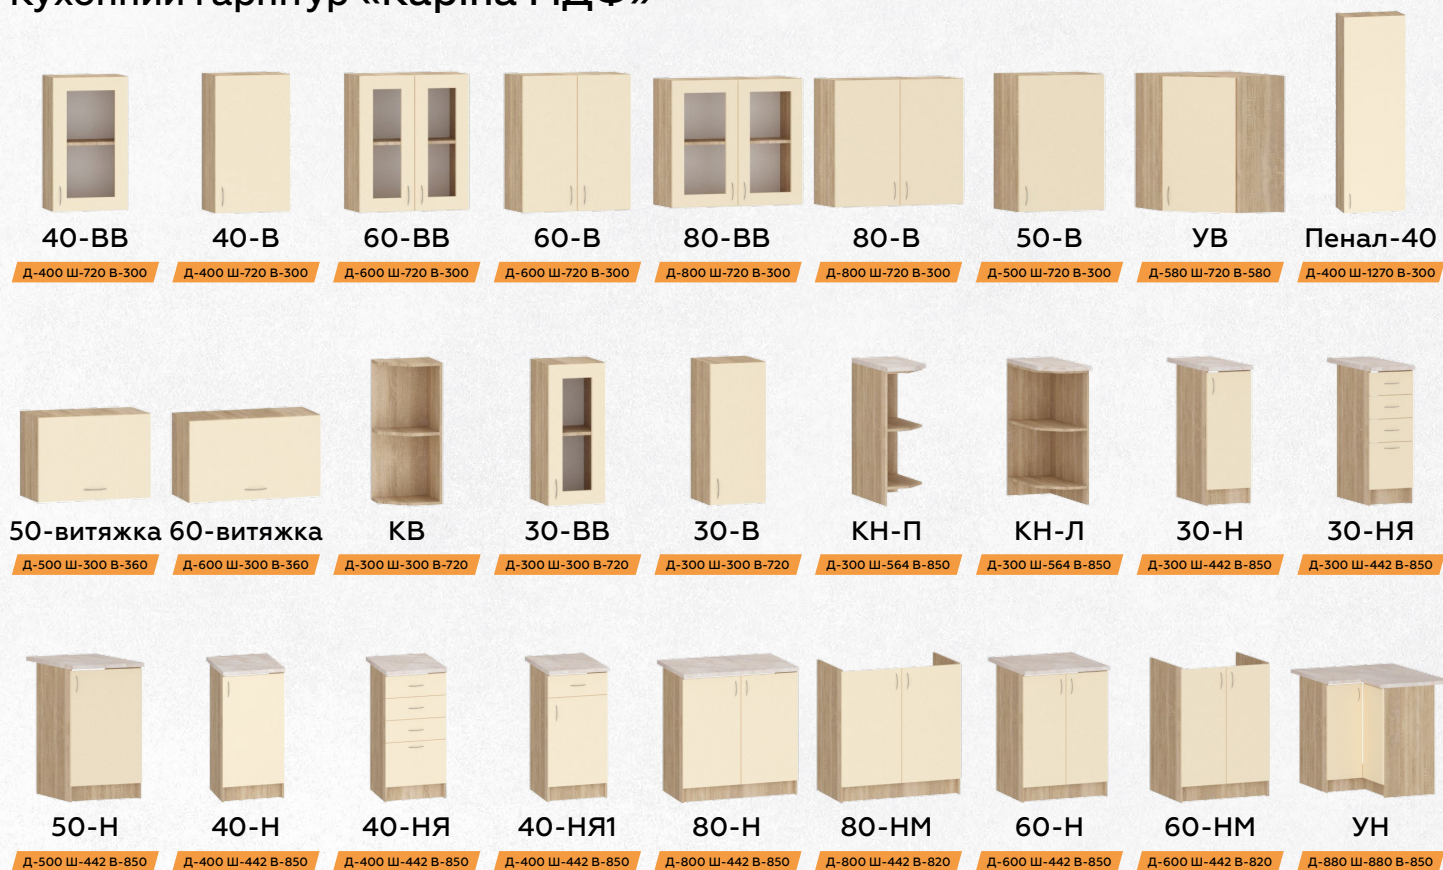 Кухонний гарнітур «Каріна МДФ»
40-ВВ 40-В 60-ВВ 60-В 80-ВВ 80-В 50-В УВ Пенал-40
Д-400 Ш-720 В-300 Д-400 Ш-720 В-300 Д-600 Ш-720 В-300 Д-600 Ш-720 В-300 Д-800 Ш-720 В-300 Д-800 Ш-720 В-300 Д-500 Ш-720 В-300 Д-580 Ш-720 В-580 Д-400 Ш-1270 В-300
50-витяжка 60-витяжка КВ 30-ВВ 30-В КН-П КН-Л 30-Н 30-НЯ
Д-500 Ш-300 В-360 Д-600 Ш-300 В-360 Д-300 Ш-300 В-720 Д-300 Ш-300 В-720 Д-300 Ш-300 В-720 Д-300 Ш-564 В-850 Д-300 Ш-564 В-850 Д-300 Ш-442 В-850 Д-300 Ш-442 В-850
50-Н 40-Н 40-НЯ 40-НЯ1 80-Н 80-НМ 60-Н 60-НМ УН
Д-500 Ш-442 В-850 Д-400 Ш-442 В-850 Д-400 Ш-442 В-850 Д-400 Ш-442 В-850 Д-800 Ш-442 В-850 Д-800 Ш-442 В-820 Д-600 Ш-442 В-850 Д-600 Ш-442 В-820 Д-880 Ш-880 В-850